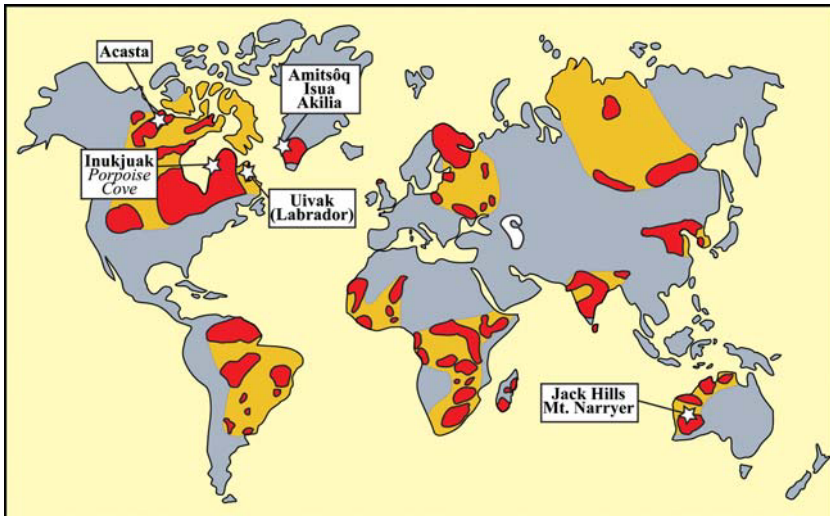 Acasta
Amitsôq
Isua
Akilia
Inukjuak
Porpoise
Cove
Uivak
(Labrador)
Jack Hills
Mt. Narryer